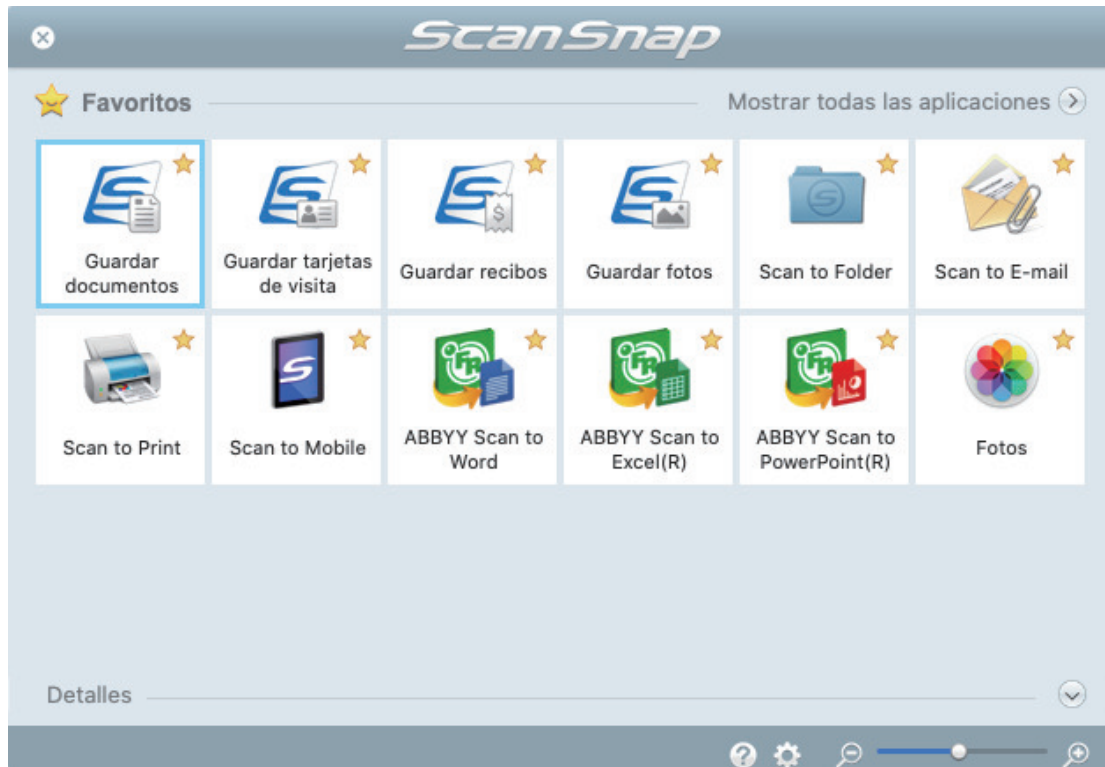 ScanSnap
Favoritos
Mostrar todas las aplicaciones
Guardar
documentos
Guardar tarjetas
de visita
Guardar recibos
Guardar fotos
Scan to Folder
Scan to E-mail
Scan to Print
Scan to Mobile
ABBYY Scan to
Word
ABBYY Scan to
Excel(R)
ABBYY Scan to
PowerPoint(R)
Fotos
Detalles